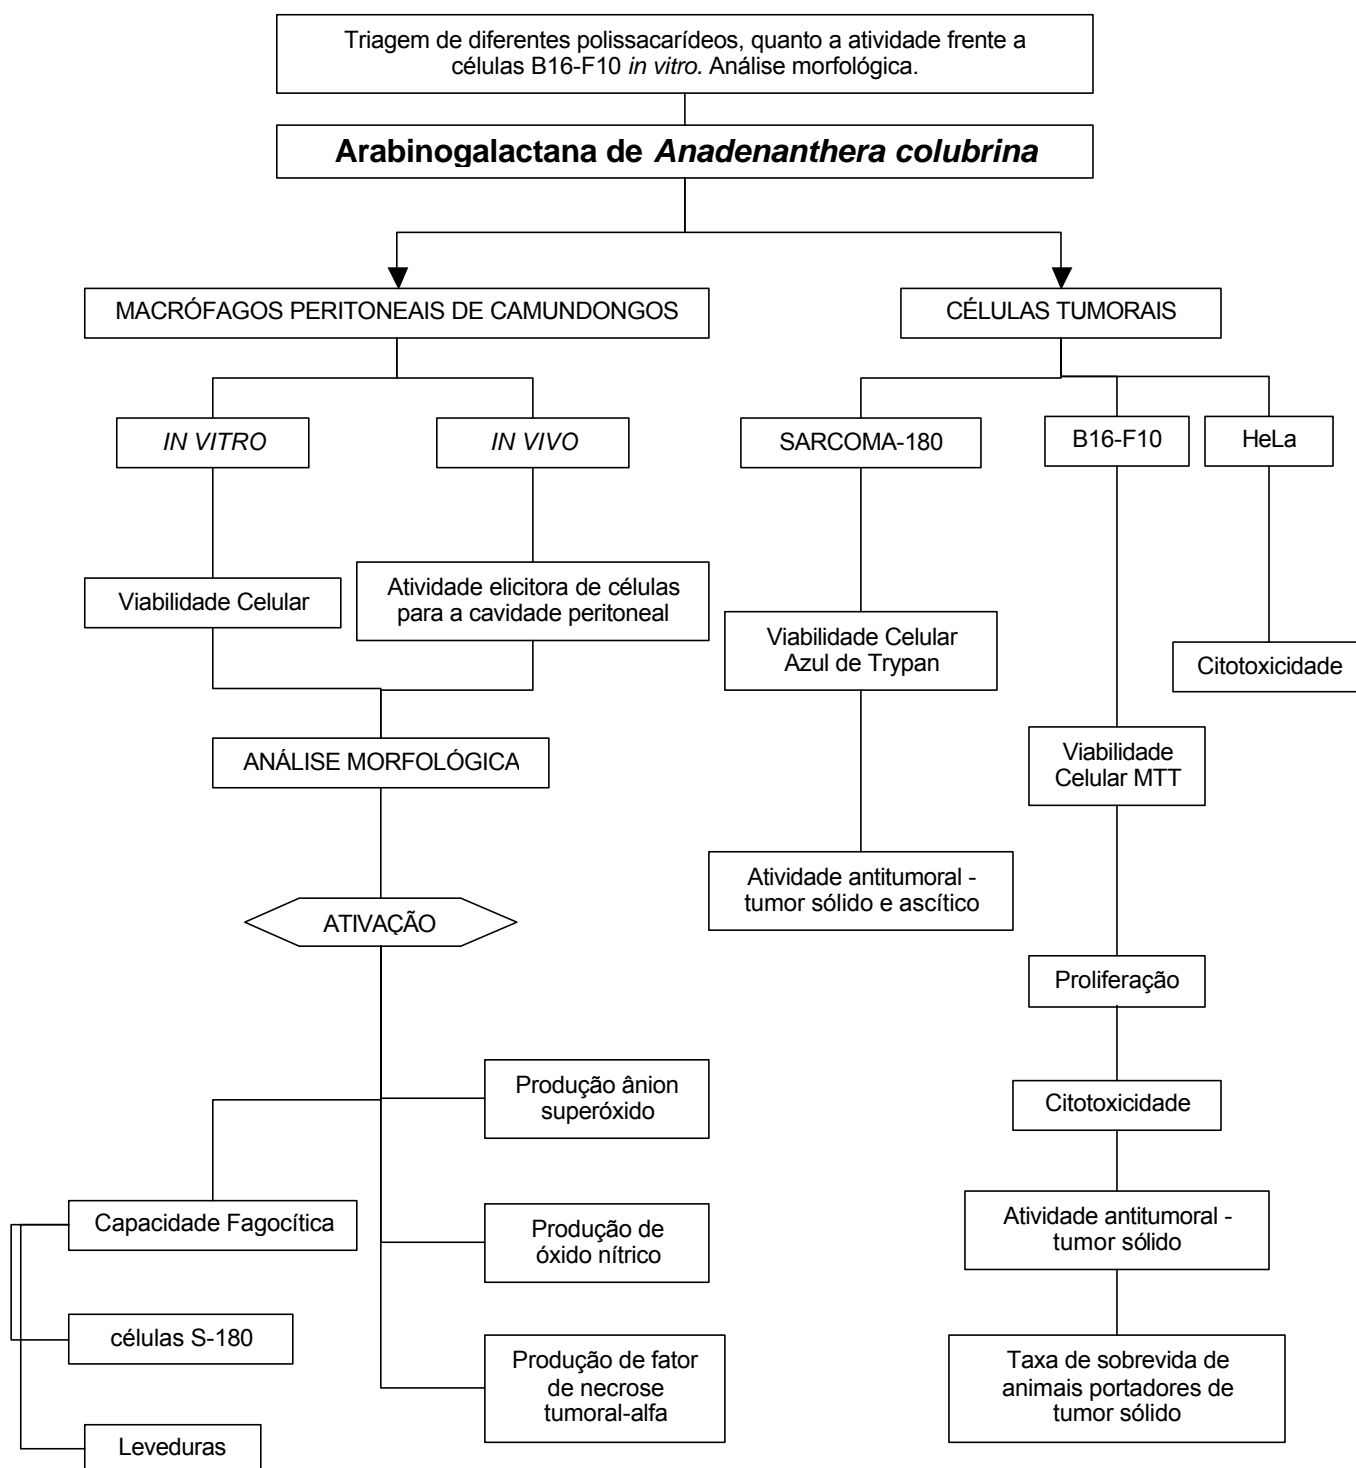 Triagem de diferentes polissacarídeos, quanto a atividade frente a
células B16-F10 in vitro. Análise morfológica.
Arabinogalactana de Anadenanthera colubrina
MACRÓFAGOS PERITONEAIS DE CAMUNDONGOS
CÉLULAS TUMORAIS
IN VITRO
IN VIVO
SARCOMA-180
B16-F10
HeLa
Viabilidade Celular
Atividade elicitora de células
para a cavidade peritoneal
Viabilidade Celular
Azul de Trypan
Citotoxicidade
ANÁLISE MORFOLÓGICA
Viabilidade
Celular MTT
Atividade antitumoral -
tumor sólido e ascítico
ATIVAÇÃO
Proliferação
Produção ânion
superóxido
Citotoxicidade
Capacidade Fagocítica
Produção de
óxido nítrico
Atividade antitumoral -
tumor sólido
células S-180
Produção de fator
de necrose
tumoral-alfa
Taxa de sobrevida de
animais portadores de
tumor sólido
Leveduras